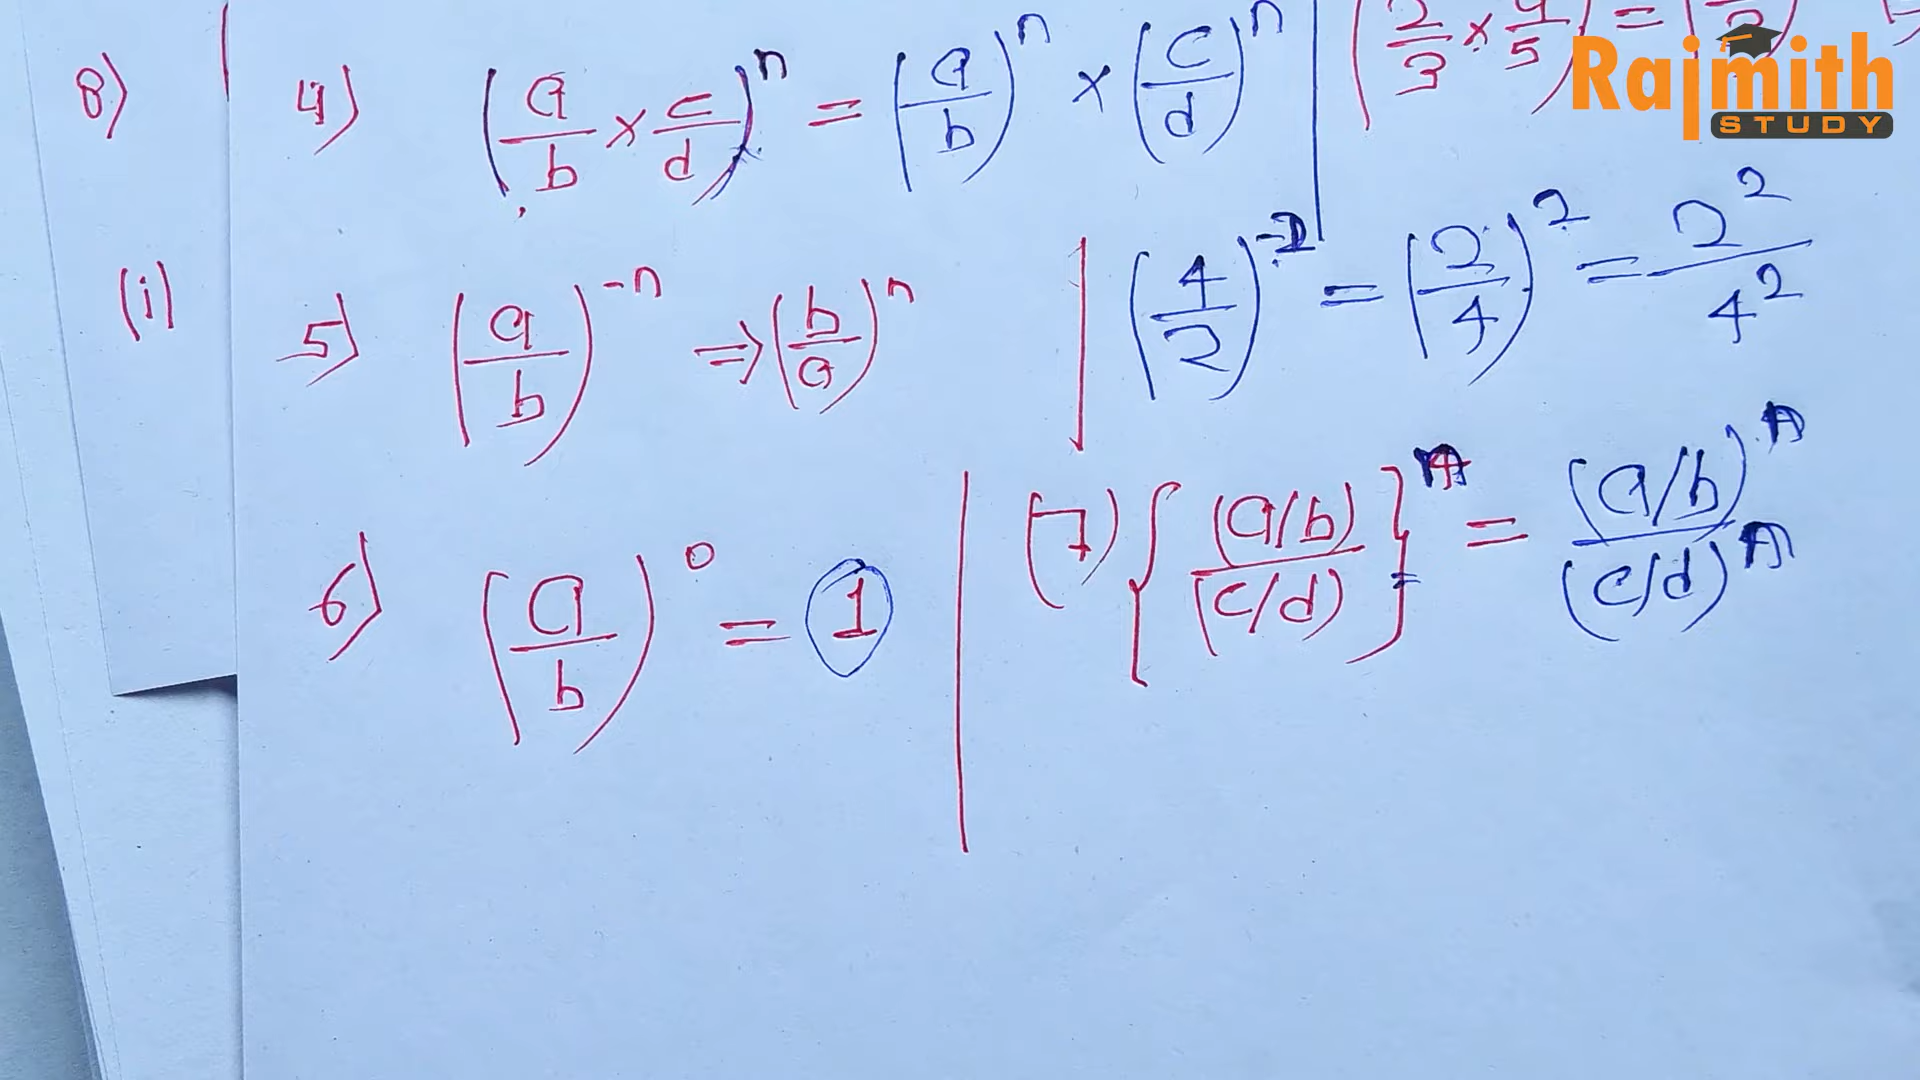 8)
(i)
4) (a/b × c/d)^n = (a/b)^n × (c/d)^n
Rajmith
STUDY
5) (a/b)^-n ⇒ (b/a)^n
(4/2)^-2 = (2/4)^2 = 2^2/4^2
6) (a/b)^0 = 1
(7) {(a/b)/(c/d)}^n = (a/b)^n/(c/d)^n